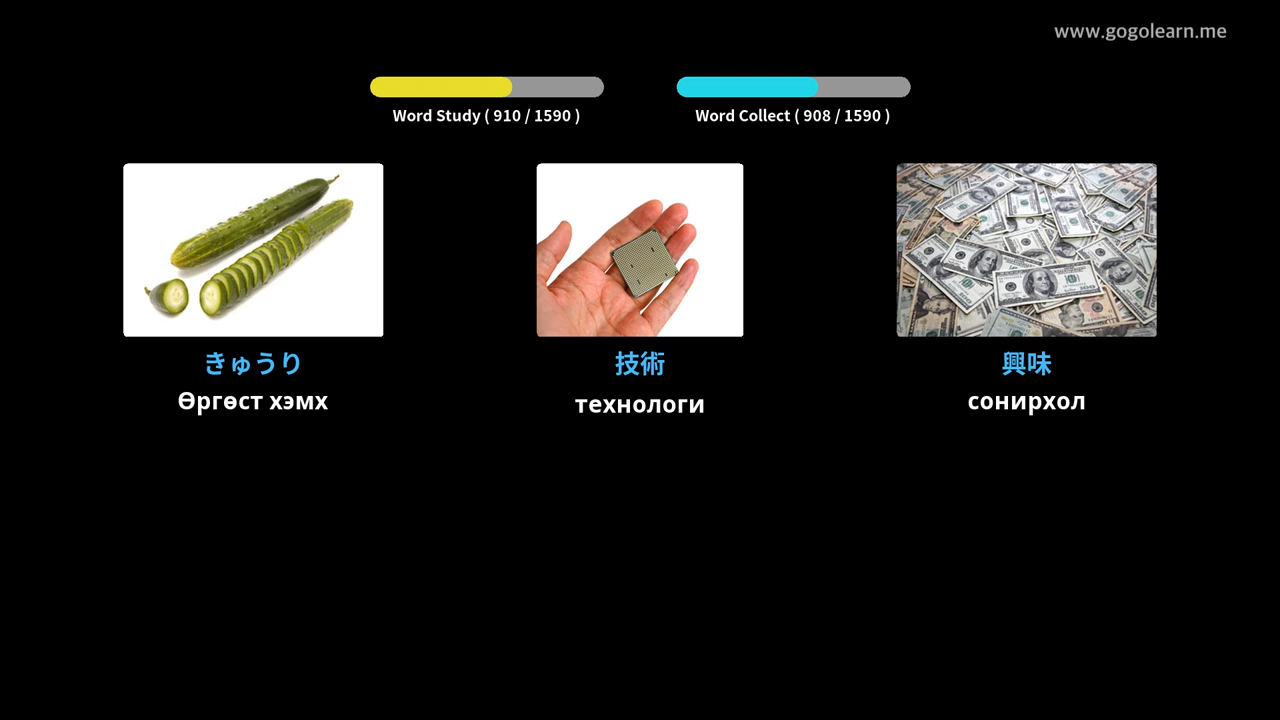 www.gogolearn.me
Word Study ( 910 / 1590 )
Word Collect ( 908 / 1590 )
きゅうり
技術
興味
Өргөст хэмх
технологи
сонирхол